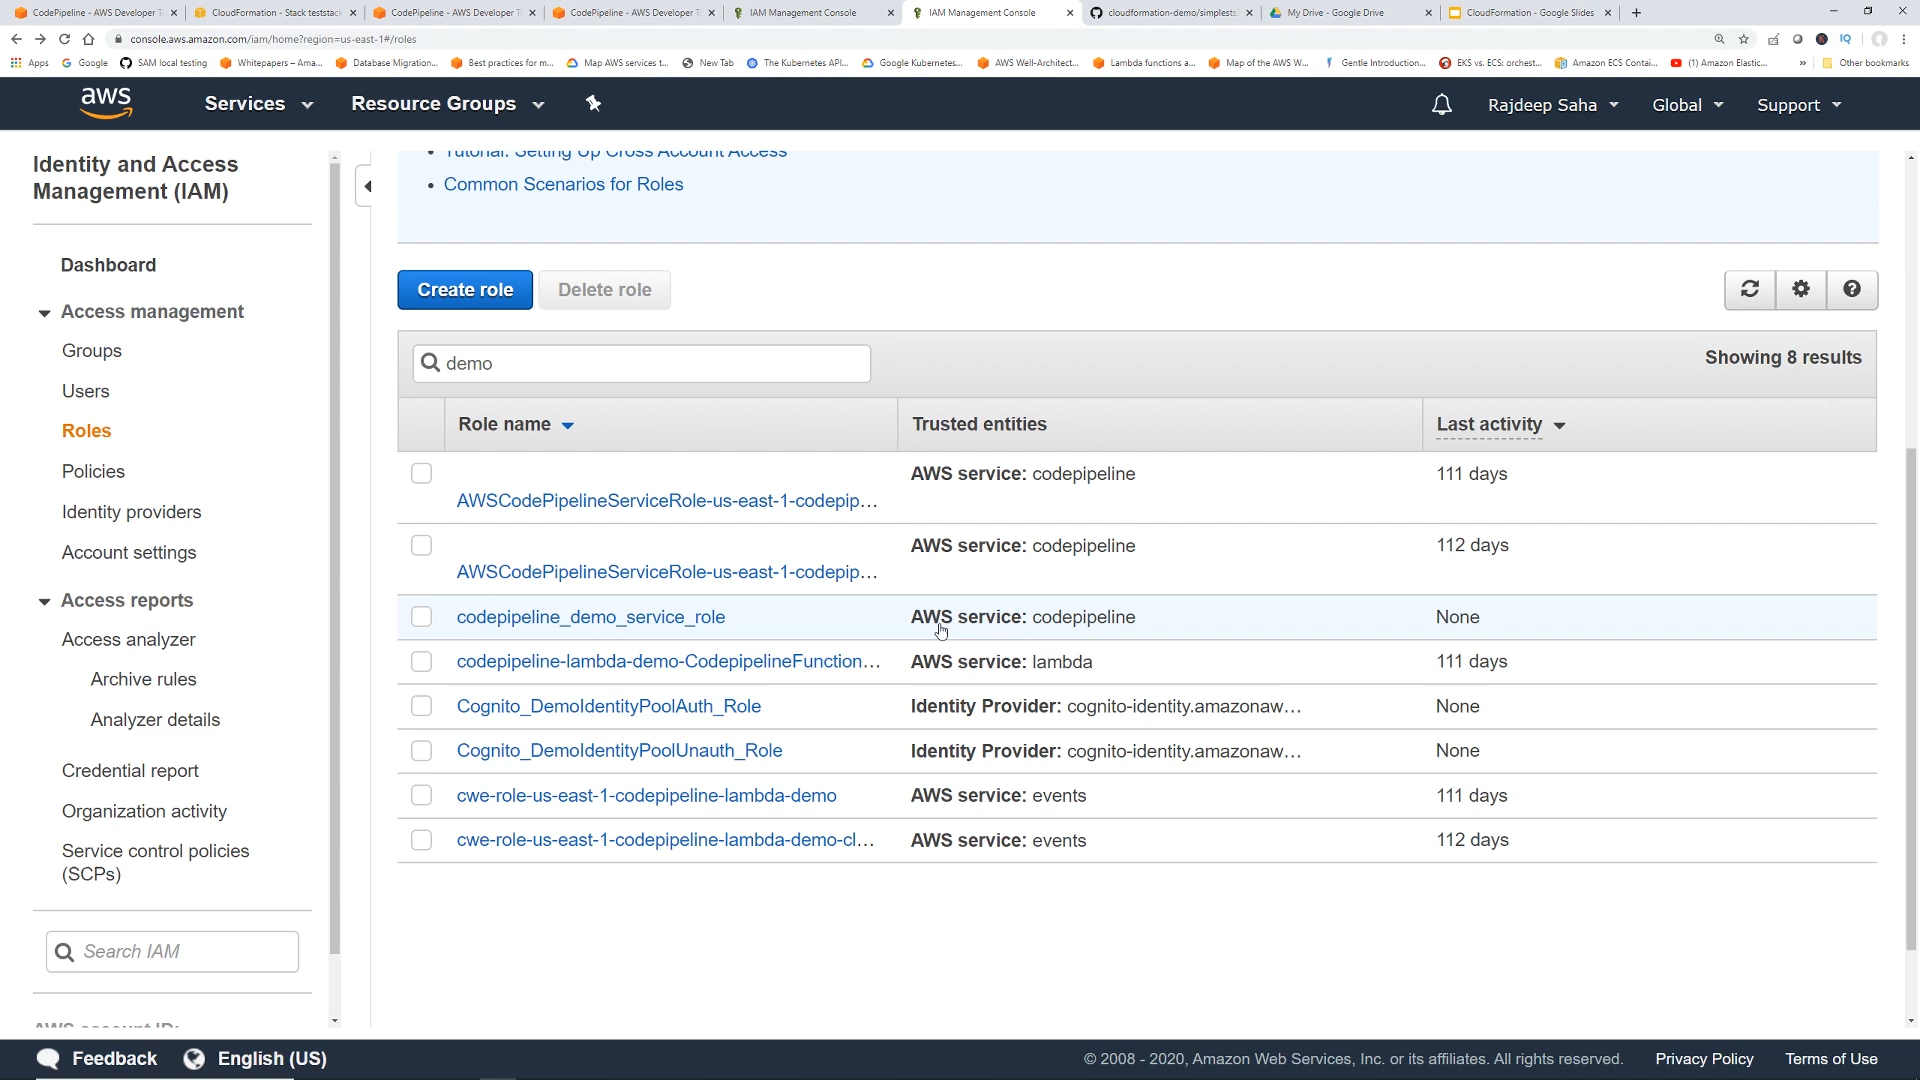 CodePipeline - AWS Developer T
CloudFormation - Stack teststack
CodePipeline - AWS Developer T
CodePipeline - AWS Developer T
IAM Management Console
IAM Management Console
cloudformation-demo/simplests
My Drive - Google Drive
CloudFormation - Google Slides
console.aws.amazon.com/iam/home?region=us-east-1#/roles
Apps
Google
SAM local testing
Whitepapers – Ama...
Database Migration...
Best practices for m...
Map AWS services t...
New Tab
The Kubernetes API...
Google Kubernetes...
AWS Well-Architect...
Lambda functions a...
Map of the AWS W...
Gentle Introduction...
EKS vs. ECS: orchest...
Amazon ECS Contai...
(1) Amazon Elastic...
»
Other bookmarks
aws
Services
Resource Groups
Rajdeep Saha
Global
Support
Identity and Access
Management (IAM)
Dashboard
Access management
Groups
Users
Roles
Policies
Identity providers
Account settings
Access reports
Access analyzer
Archive rules
Analyzer details
Credential report
Organization activity
Service control policies
(SCPs)
Search IAM
AWS account ID:
• Tutorial: Setting Up Cross Account Access
• Common Scenarios for Roles
Create role
Delete role
demo
Showing 8 results
Role name
Trusted entities
Last activity
AWS service: codepipeline
111 days
AWSCodePipelineServiceRole-us-east-1-codepip...
AWS service: codepipeline
112 days
AWSCodePipelineServiceRole-us-east-1-codepip...
codepipeline_demo_service_role
AWS service: codepipeline
None
codepipeline-lambda-demo-CodepipelineFunction...
AWS service: lambda
111 days
Cognito_DemoIdentityPoolAuth_Role
Identity Provider: cognito-identity.amazonaw...
None
Cognito_DemoIdentityPoolUnauth_Role
Identity Provider: cognito-identity.amazonaw...
None
cwe-role-us-east-1-codepipeline-lambda-demo
AWS service: events
111 days
cwe-role-us-east-1-codepipeline-lambda-demo-cl...
AWS service: events
112 days
Feedback
English (US)
© 2008 - 2020, Amazon Web Services, Inc. or its affiliates. All rights reserved.
Privacy Policy
Terms of Use